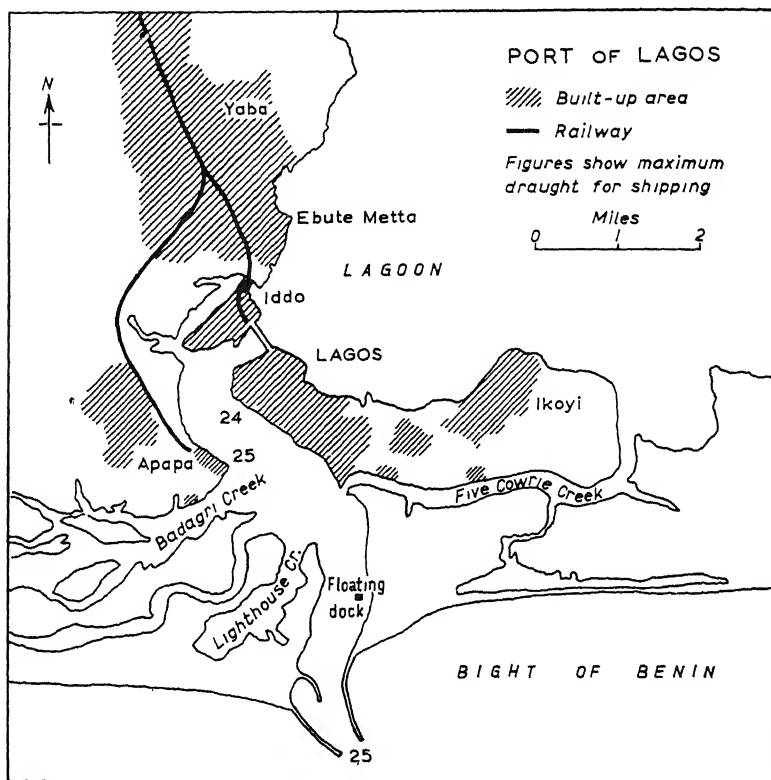 PORT OF LAGOS
Built-up area
Railway
Figures show maximum
draught for shipping
Miles
0 1 2
N
Yaba
Ebute Metta
LAGOON
Iddo
LAGOS
Ikoyi
24
25
Apapa
Badagri Creek
Five Cowrie Creek
Lighthouse Cr.
Floating
dock
BIGHT OF BENIN
25